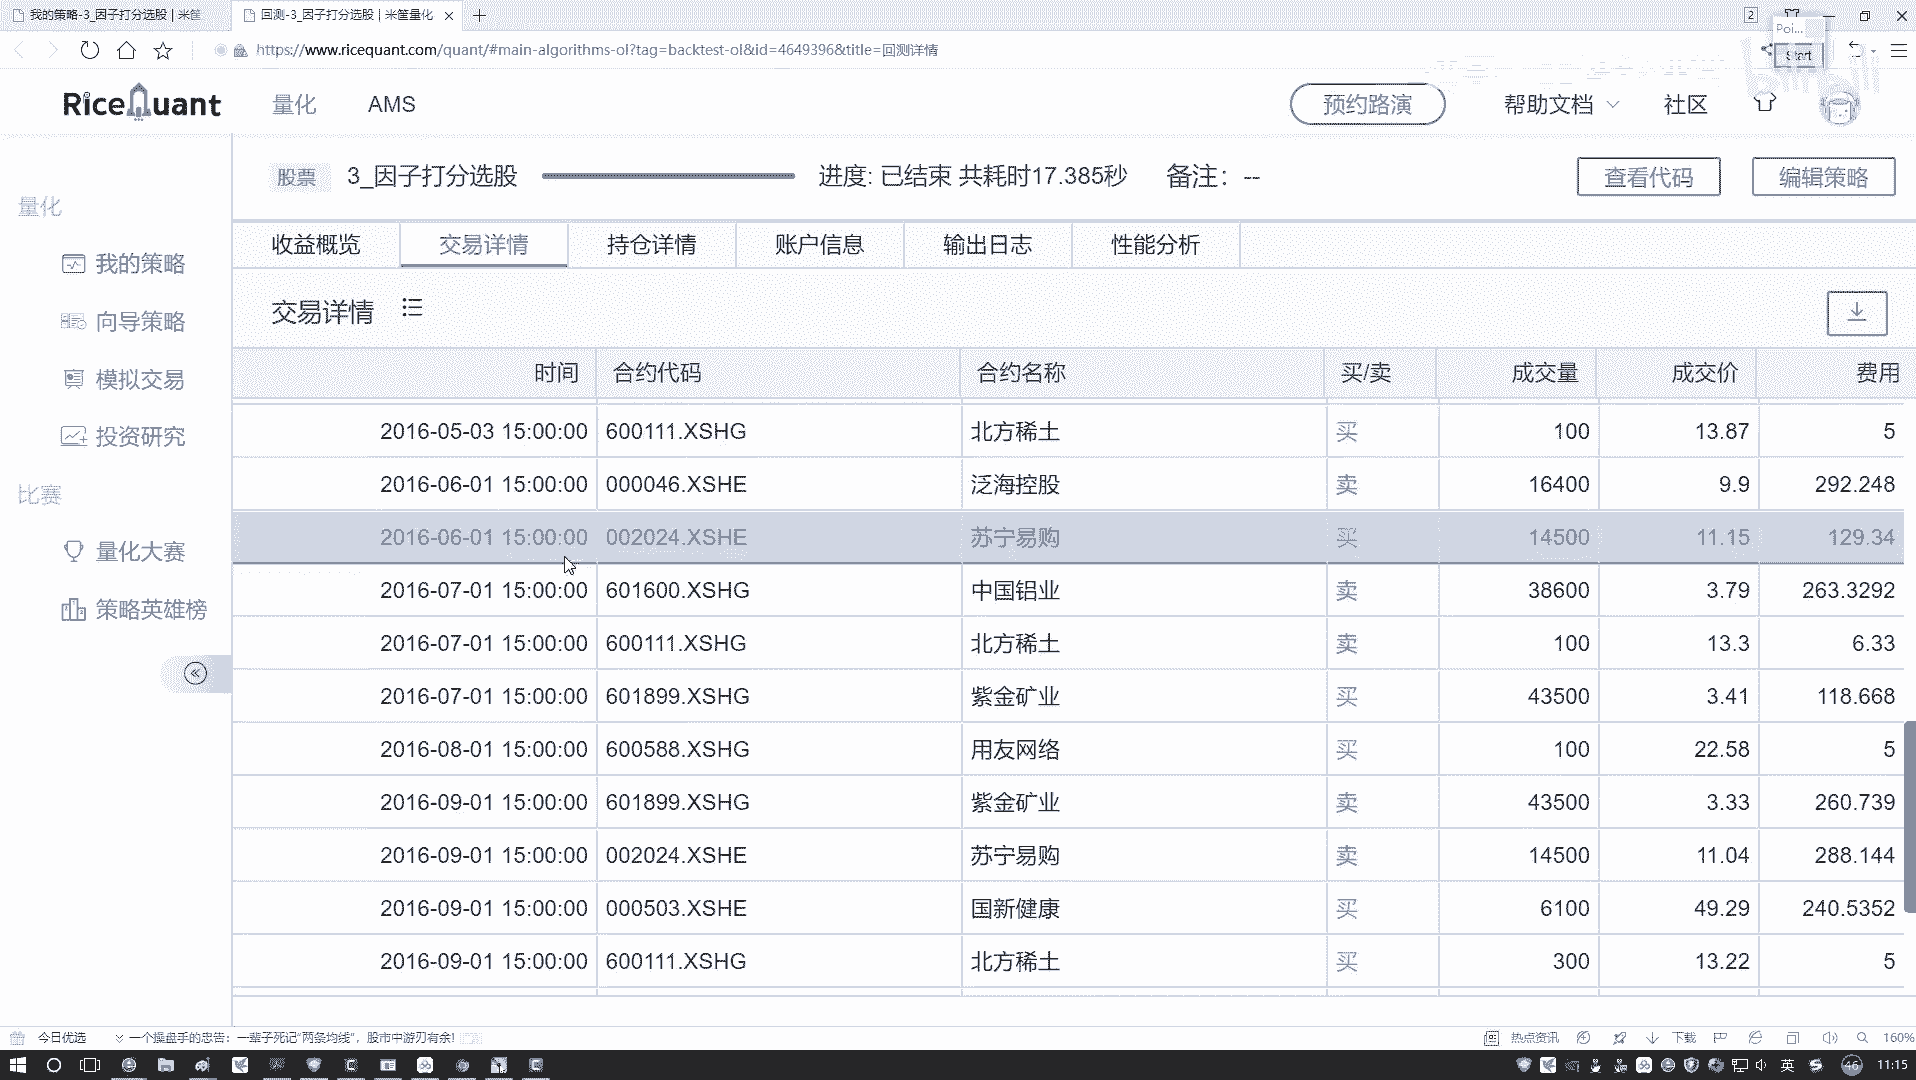 我的策略-3_因子打分选股 | 米筐
回测-3_因子打分选股 | 米筐量化
2
https://www.ricequant.com/quant/#main-algorithms-ol?tag=backtest-ol&id=4649396&title=回测详情
Poi...
Start
RiceQuant 量化 AMS 预约路演 帮助文档 社区
股票 3_因子打分选股 进度: 已结束 共耗时17.385秒 备注: -- 查看代码 编辑策略
量化
我的策略
向导策略
模拟交易
投资研究
比赛
量化大赛
策略英雄榜
收益概览 交易详情 持仓详情 账户信息 输出日志 性能分析
交易详情
时间 合约代码 合约名称 买/卖 成交量 成交价 费用
2016-05-03 15:00:00 600111.XSHG 北方稀土 买 100 13.87 5
2016-06-01 15:00:00 000046.XSHE 泛海控股 卖 16400 9.9 292.248
2016-06-01 15:00:00 002024.XSHE 苏宁易购 买 14500 11.15 129.34
2016-07-01 15:00:00 601600.XSHG 中国铝业 卖 38600 3.79 263.3292
2016-07-01 15:00:00 600111.XSHG 北方稀土 卖 100 13.3 6.33
2016-07-01 15:00:00 601899.XSHG 紫金矿业 买 43500 3.41 118.668
2016-08-01 15:00:00 600588.XSHG 用友网络 买 100 22.58 5
2016-09-01 15:00:00 601899.XSHG 紫金矿业 卖 43500 3.33 260.739
2016-09-01 15:00:00 002024.XSHE 苏宁易购 卖 14500 11.04 288.144
2016-09-01 15:00:00 000503.XSHE 国新健康 买 6100 49.29 240.5352
2016-09-01 15:00:00 600111.XSHG 北方稀土 买 300 13.22 5
今日优选 一个操盘手的忠告：一辈子死记"两条均线"，股市中游刃有余! 热点资讯 下载 160%
英 46 11:15